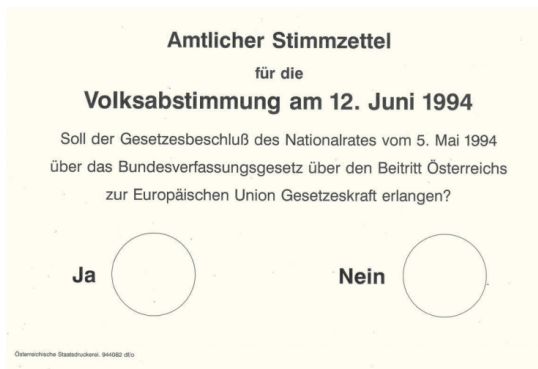 Amtlicher Stimmzettel
für die
Volksabstimmung am 12. Juni 1994
Soll der Gesetzesbeschluß des Nationalrates vom 5. Mai 1994
über das Bundesverfassungsgesetz über den Beitritt Österreichs
zur Europäischen Union Gesetzeskraft erlangen?
Ja Nein
Österreichische Staatsdruckerei. 944082 df/o